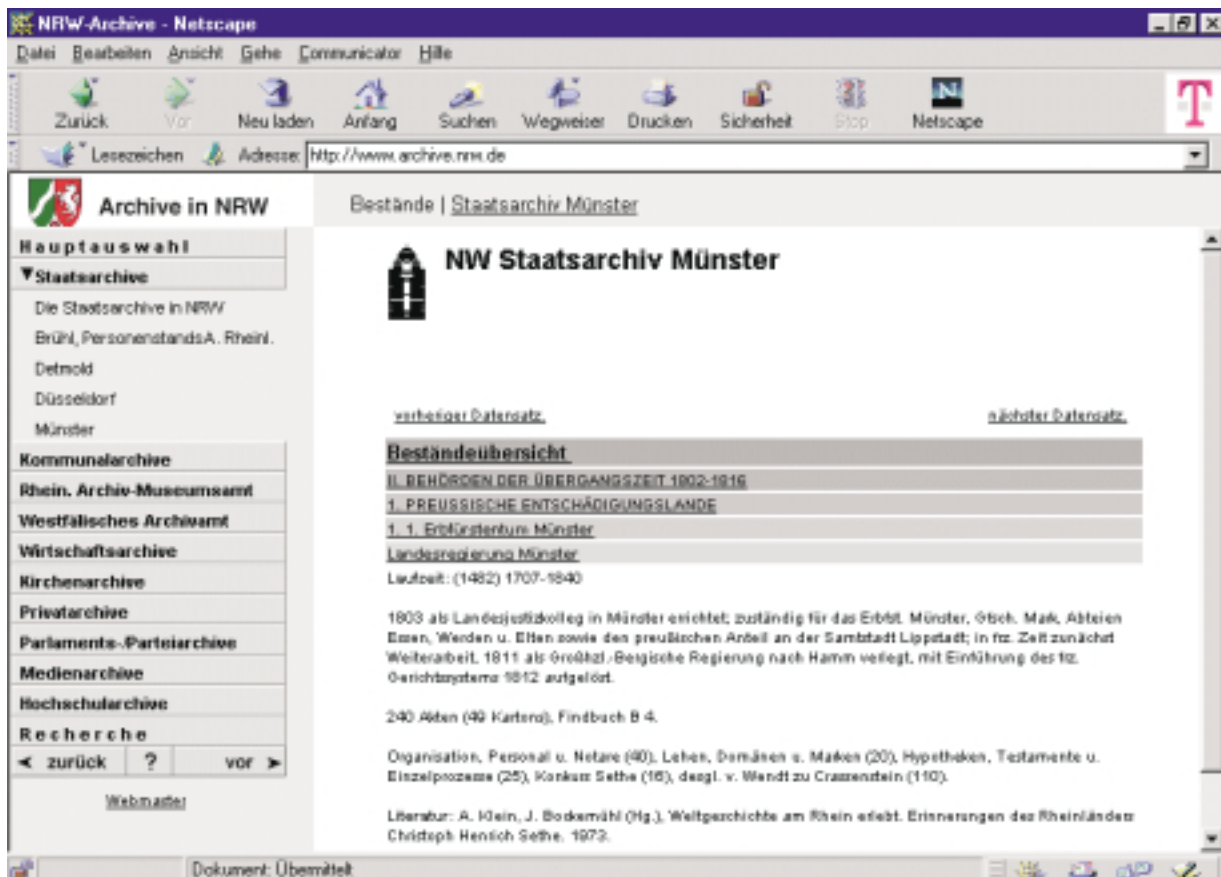 NRW-Archive - Netscape
Datei Bearbeiten Ansicht Gehe Communicator Hilfe
Zurück Vor Neu laden Anfang Suchen Wegweiser Drucken Sicherheit Stop Netscape
Lesezeichen Adresse: http://www.archive.nrw.de
Archive in NRW
Bestände | Staatsarchiv Münster
Hauptauswahl
Staatsarchive
Die Staatsarchive in NRW
Brühl, PersonenstandsA. Rheinl.
Detmold
Düsseldorf
Münster
Kommunalarchive
Rhein. Archiv-Museumsamt
Westfälisches Archivamt
Wirtschaftsarchive
Kirchenarchive
Privatarchive
Parlaments-/Parteiarchive
Medienarchive
Hochschularchive
Recherche
< zurück ? vor >
Webmaster
NW Staatsarchiv Münster
vorheriger Datensatz. nächster Datensatz.
Beständeübersicht
II. BEHÖRDEN DER ÜBERGANGSZEIT 1802-1816
1. PREUSSISCHE ENTSCHÄDIGUNGSLANDE
1. 1. Erbfürstentum Münster
Landesregierung Münster
Laufzeit: (1482) 1707-1840
1803 als Landesjustizkolleg in Münster errichtet; zuständig für das Erbfst. Münster, Gfsch. Mark, Abteien
Essen, Werden u. Elten sowie den preußischen Anteil an der Samtstadt Lippstadt; in frz. Zeit zunächst
Weiterarbeit, 1811 als Großhzl.-Bergische Regierung nach Hamm verlegt, mit Einführung des frz.
Gerichtssystems 1812 aufgelöst.
240 Akten (49 Kartons), Findbuch B 4.
Organisation, Personal u. Notare (40), Lehen, Domänen u. Marken (20), Hypotheken, Testamente u.
Einzelprozesse (25), Konkurs Sethe (16), desgl. v. Wendt zu Crassenstein (110).
Literatur: A. Klein, J. Bockemühl (Hg.), Weltgeschichte am Rhein erlebt. Erinnerungen des Rheinländers
Christoph Henrich Sethe. 1973.
Dokument: Übermittelt